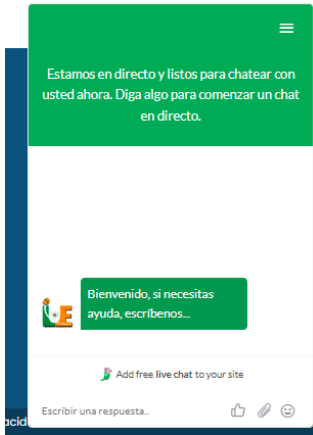 Estamos en directo y listos para chatear con
usted ahora. Diga algo para comenzar un chat
en directo.
Bienvenido, si necesitas
ayuda, escríbenos...
Add free live chat to your site
Escribir una respuesta..
acid